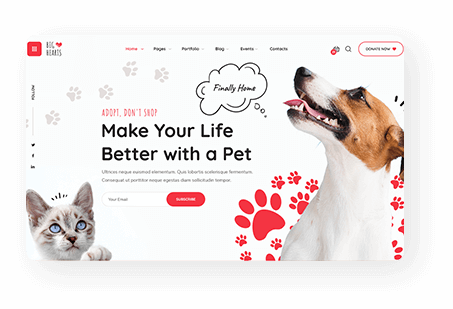 BIG
HEARTS
Home Pages Portfolio Blog Events Contacts
DONATE NOW
FOLLOW
Finally Home
ADOPT, DON'T SHOP
Make Your Life
Better with a Pet
Ultrices neque euismod elementum. Quis lobortis scelerisque fermentum.
Consequat ut porttitor neque egestas diam sollicitudin tempor.
Your Email
SUBSCRIBE